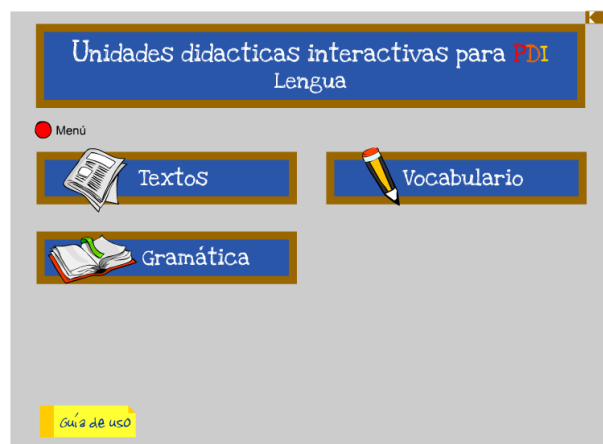 Unidades didacticas interactivas para PDI
Lengua
Menú
Textos
Vocabulario
Gramática
Guía de uso